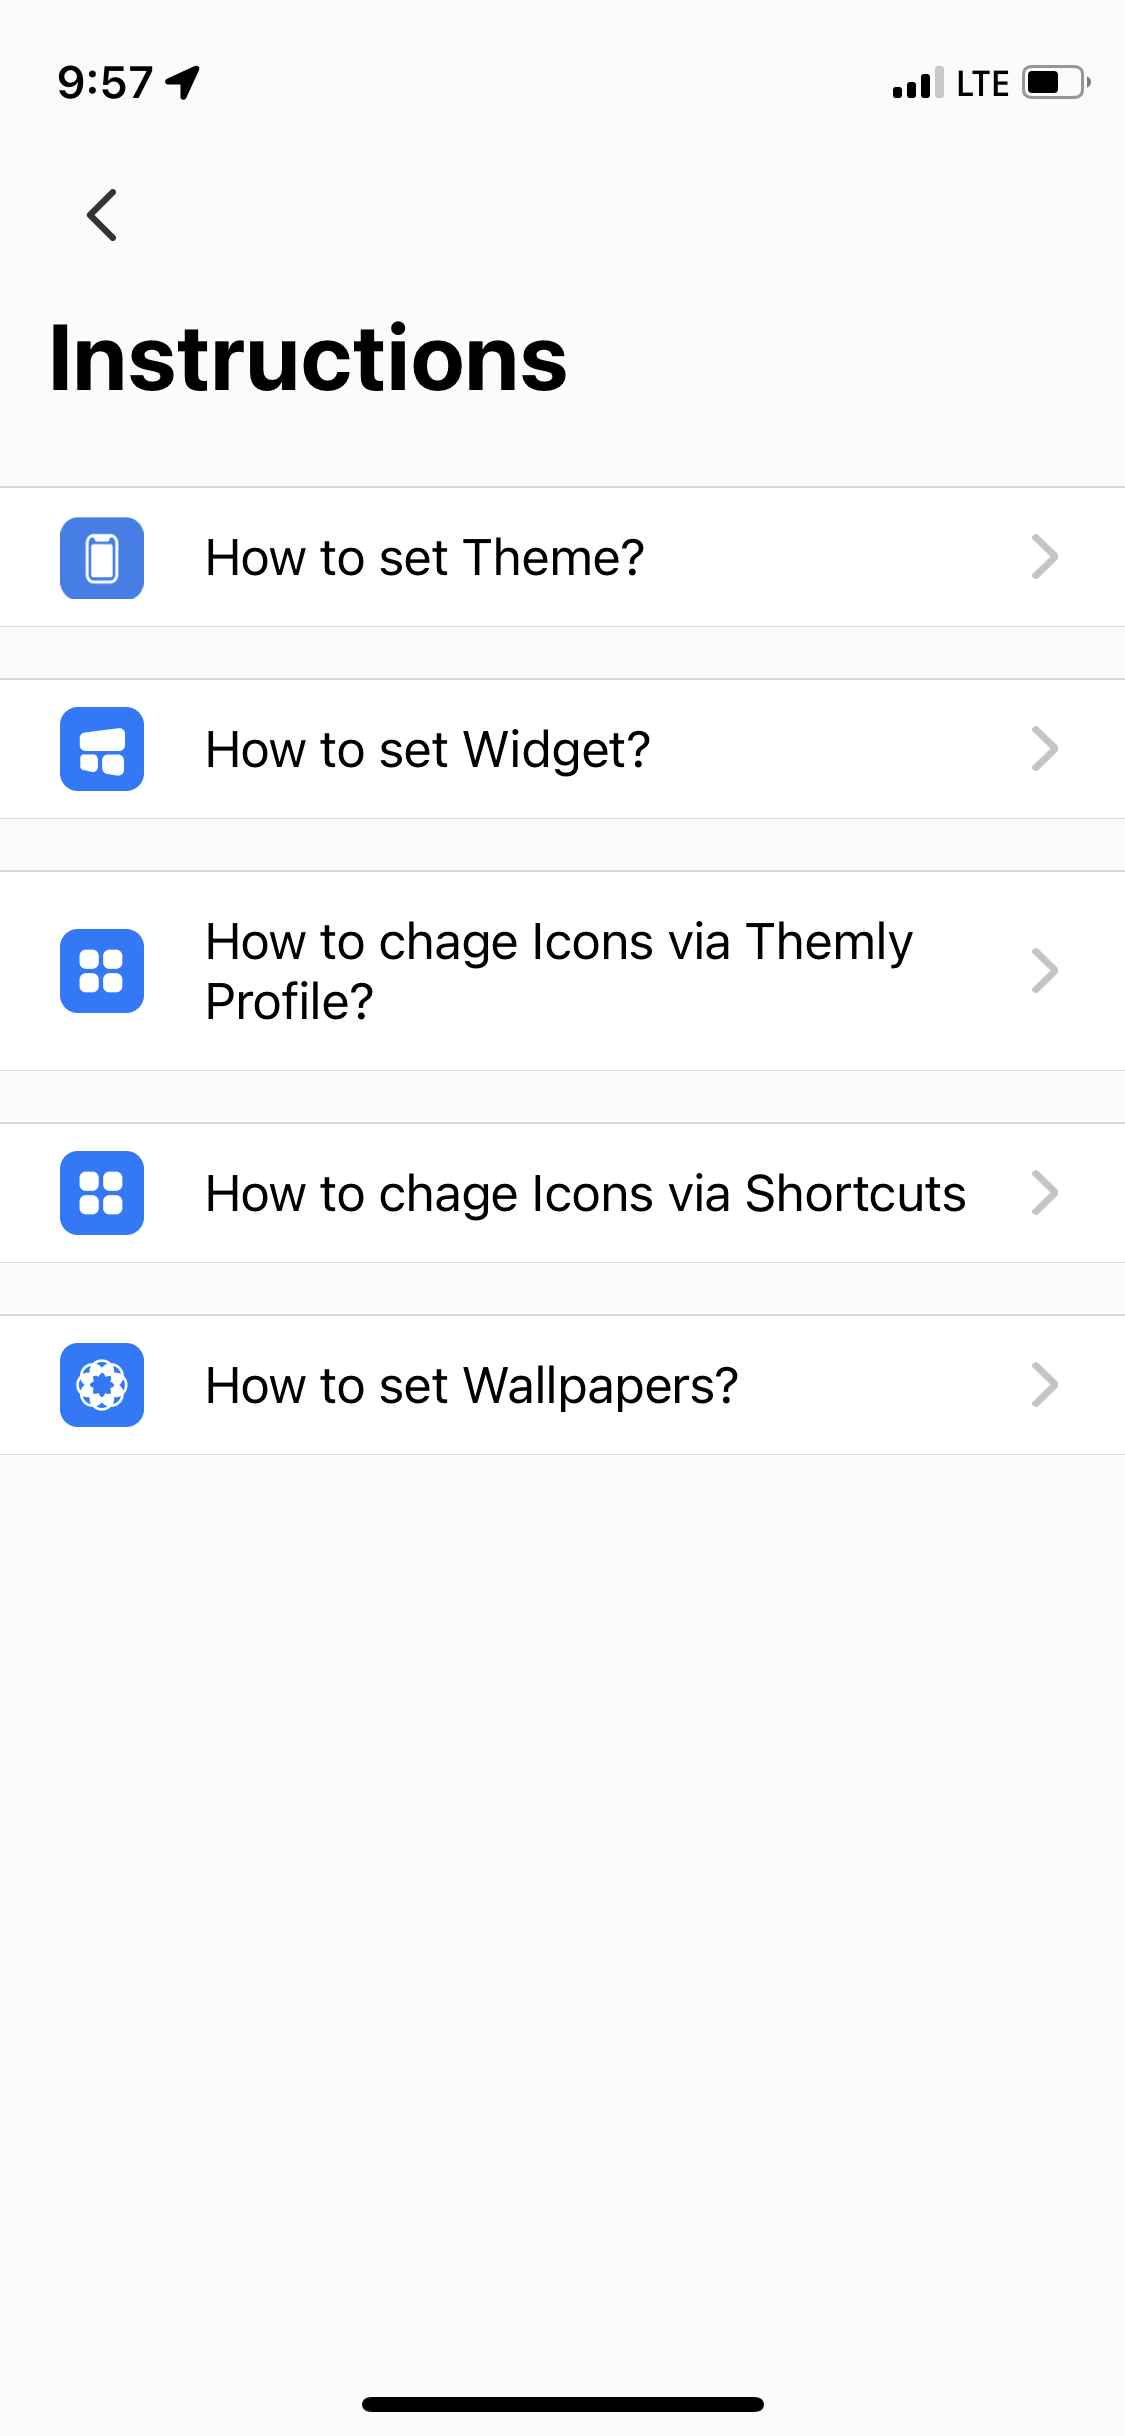 9:57
LTE
Instructions
How to set Theme?
How to set Widget?
How to chage Icons via Themly
Profile?
How to chage Icons via Shortcuts
How to set Wallpapers?